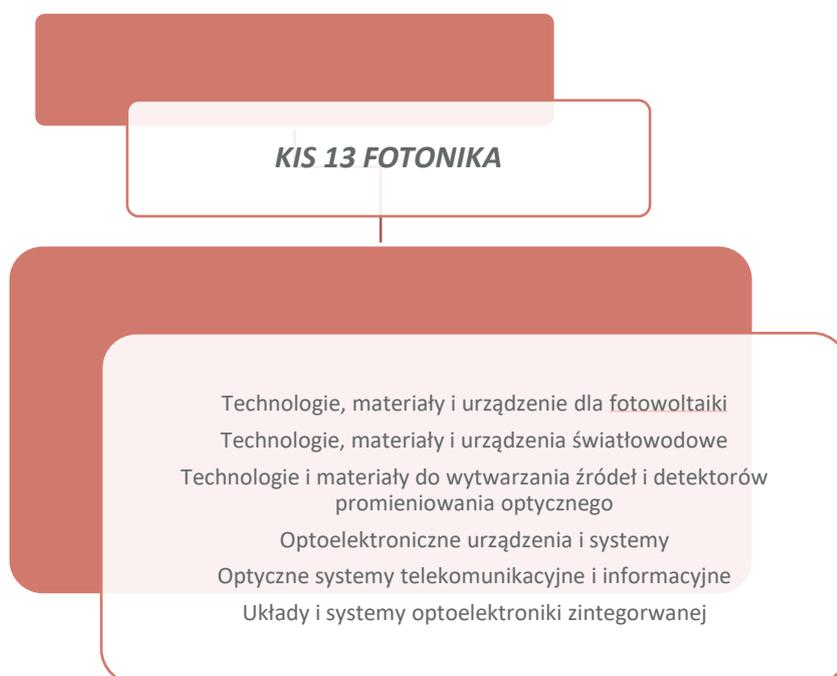 KIS 13 FOTONIKA
Technologie, materiały i urządzenie dla fotowoltaiki
Technologie, materiały i urządzenia światłowodowe
Technologie i materiały do wytwarzania źródeł i detektorów
promieniowania optycznego
Optoelektroniczne urządzenia i systemy
Optyczne systemy telekomunikacyjne i informacyjne
Układy i systemy optoelektroniki zintegorwanej